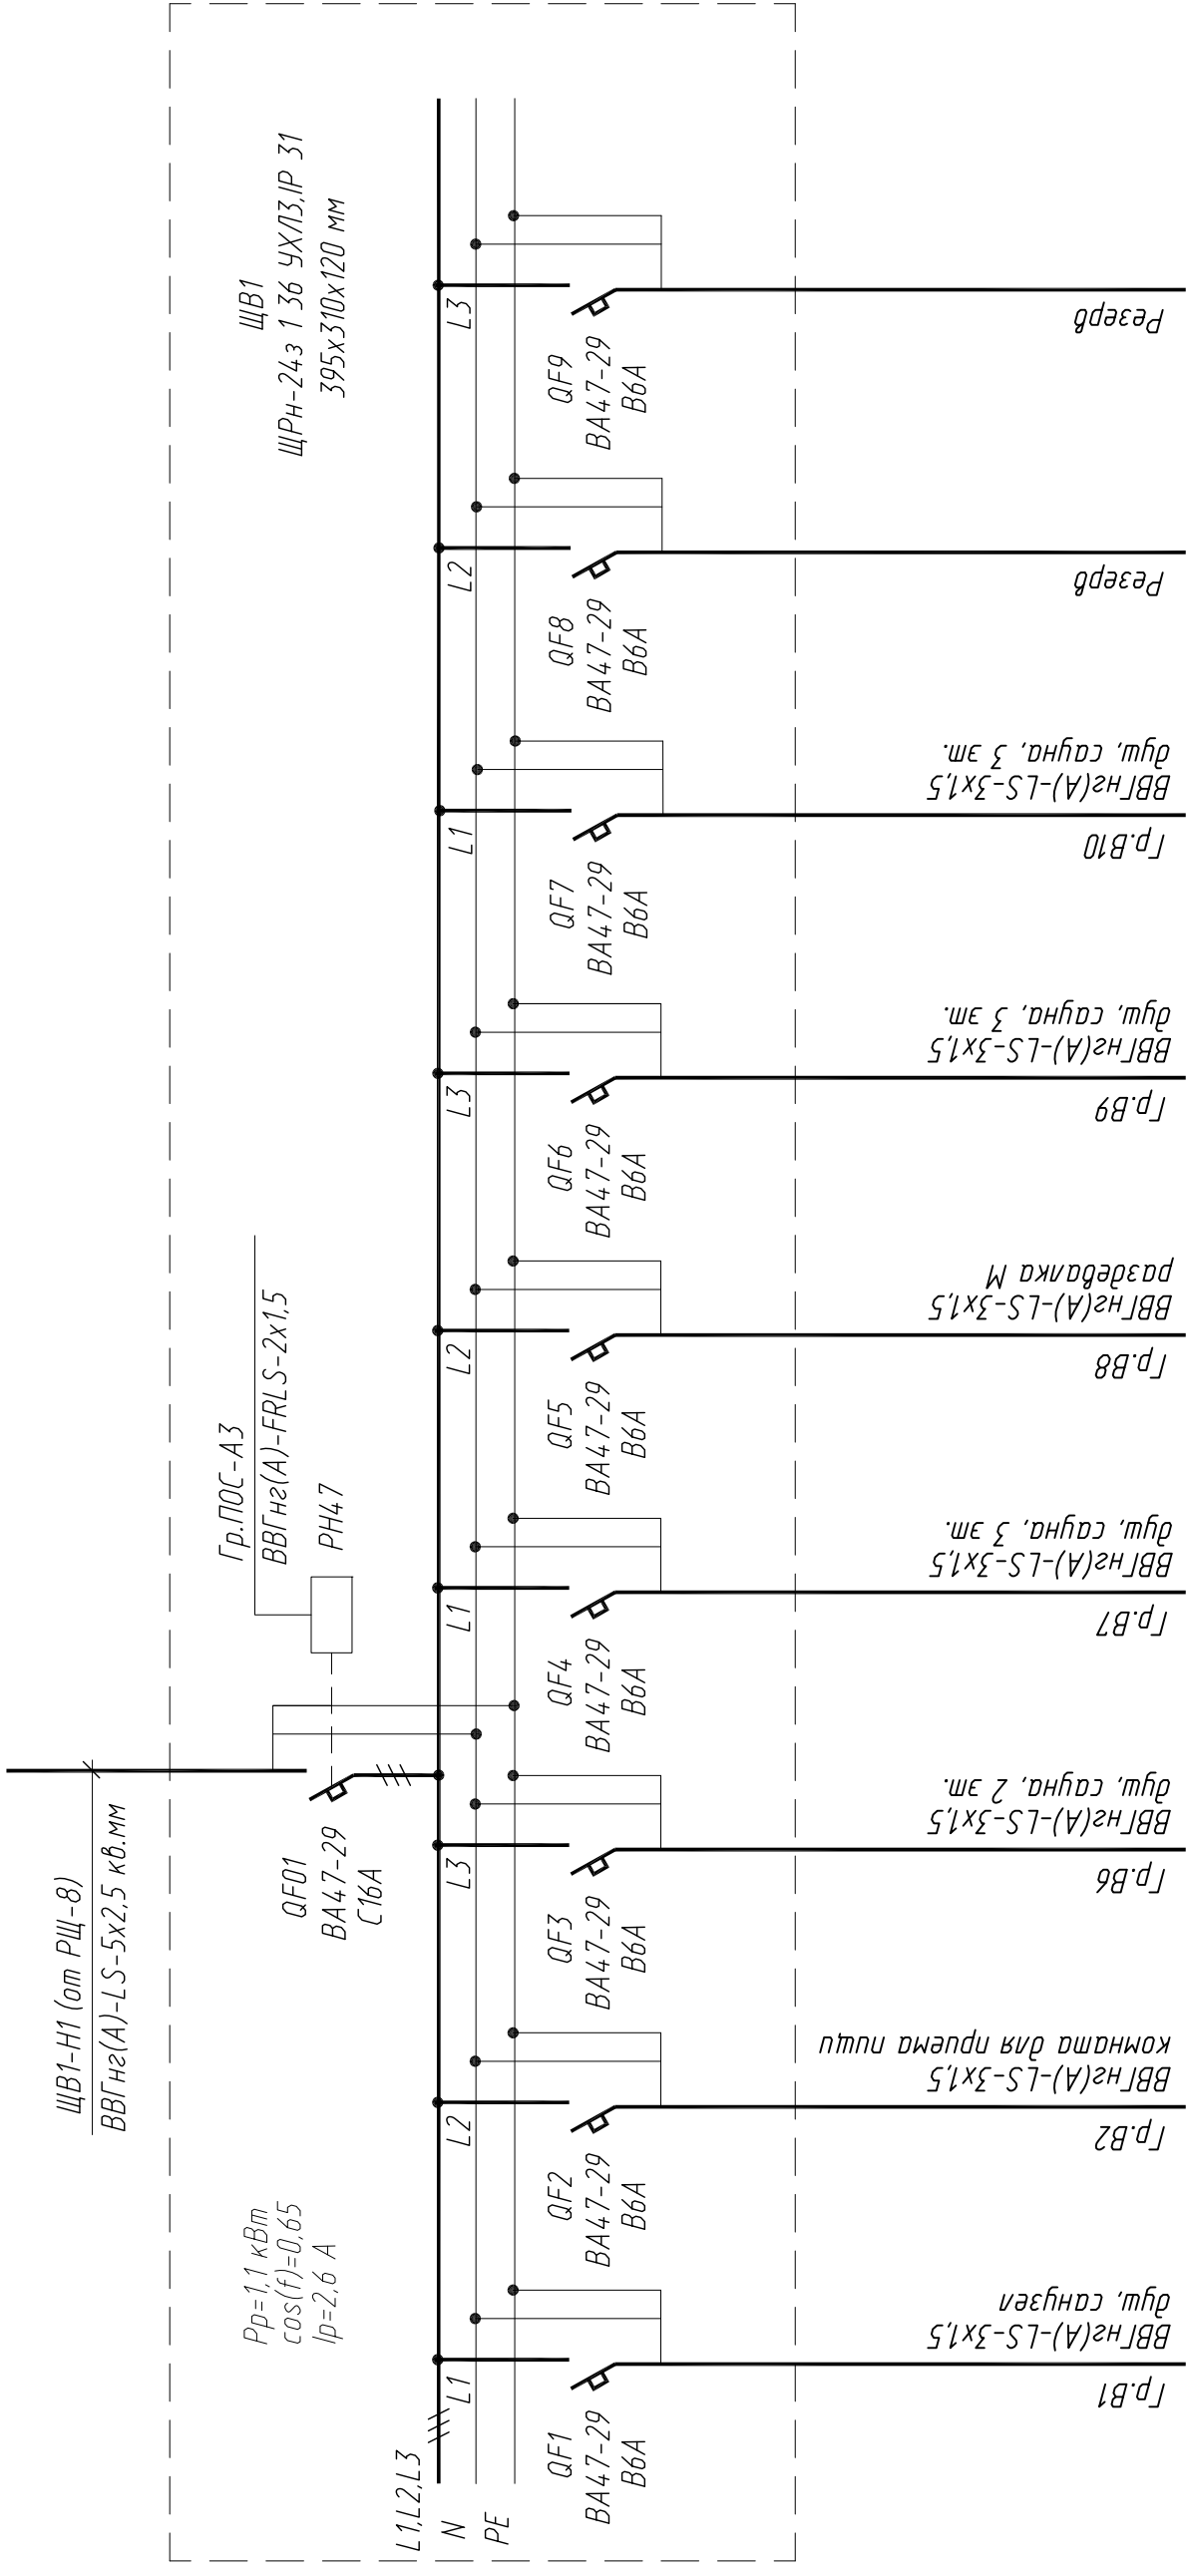 ЩВ1-Н1 (от РЩ-8)
ВВГнг(А)-LS-5х2,5 кв.мм
Рр=1,1 кВт
cos(f)=0,65
Iр=2,6 А
QF01
ВА47-29
С16А
Гр.ПОС-А3
ВВГнг(А)-FRLS-2х1,5
РН47
ЩВ1
ЩРн-24з 1 36 УХЛ3,IP 31
395х310х120 мм
L1,L2,L3
N
PE
L1
QF1
ВА47-29
В6А
Гр.В1
ВВГнг(А)-LS-3х1,5
душ, санузел
L2
QF2
ВА47-29
В6А
Гр.В2
ВВГнг(А)-LS-3х1,5
комната для приема пищи
L3
QF3
ВА47-29
В6А
Гр.В6
ВВГнг(А)-LS-3х1,5
душ, сауна, 2 эт.
L1
QF4
ВА47-29
В6А
Гр.В7
ВВГнг(А)-LS-3х1,5
душ, сауна, 3 эт.
L2
QF5
ВА47-29
В6А
Гр.В8
ВВГнг(А)-LS-3х1,5
раздевалка М
L3
QF6
ВА47-29
В6А
Гр.В9
ВВГнг(А)-LS-3х1,5
душ, сауна, 3 эт.
L1
QF7
ВА47-29
В6А
Гр.В10
ВВГнг(А)-LS-3х1,5
душ, сауна, 3 эт.
L2
QF8
ВА47-29
В6А
Резерв
L3
QF9
ВА47-29
В6А
Резерв